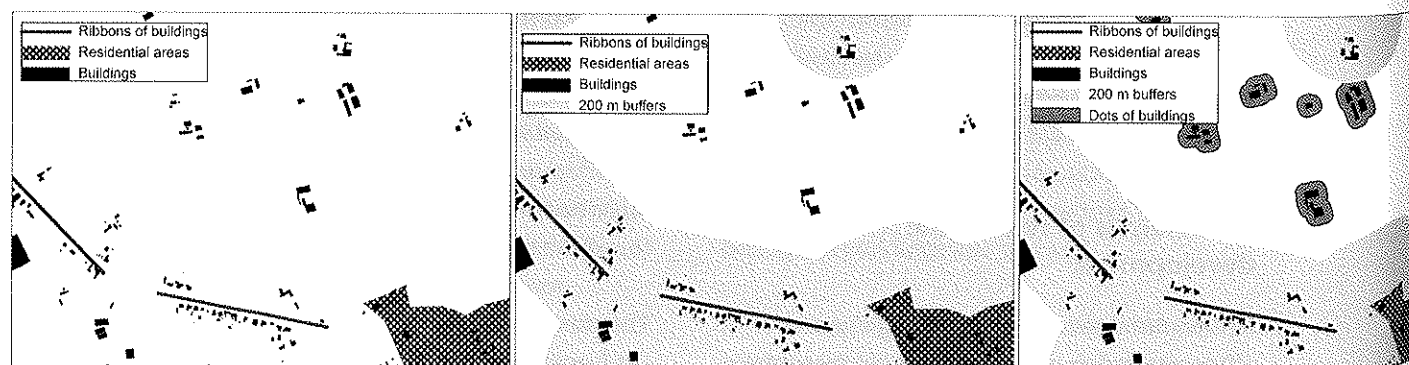 Ribbons of buildings
Residential areas
Buildings
Ribbons of buildings
Residential areas
Buildings
200 m buffers
Ribbons of buildings
Residential areas
Buildings
200 m buffers
Dots of buildings